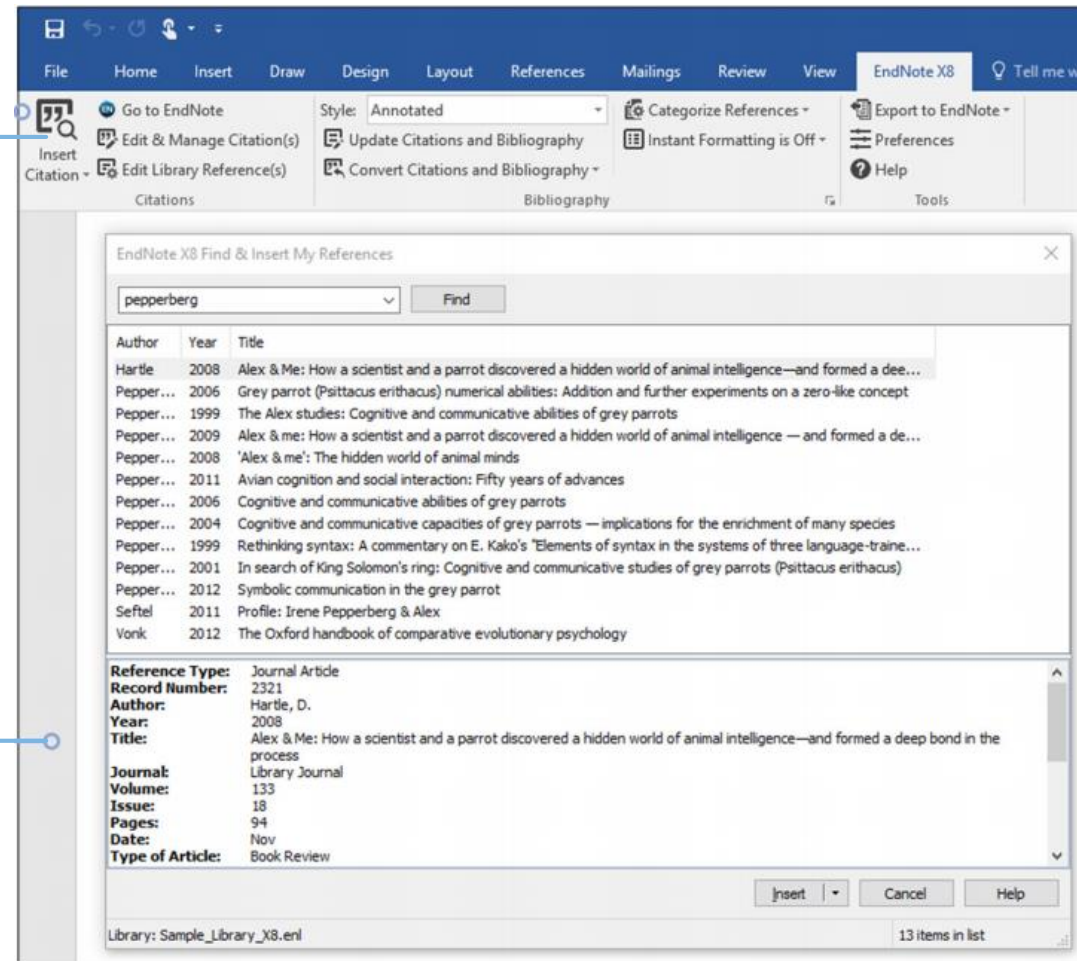 File Home Insert Draw Design Layout References Mailings Review View EndNote X8 Tell me w
Go to EndNote Style: Annotated Categorize References Export to EndNote
Edit & Manage Citation(s) Update Citations and Bibliography Instant Formatting is Off Preferences
Insert
Citation Edit Library Reference(s) Convert Citations and Bibliography Help
Citations Bibliography Tools
EndNote X8 Find & Insert My References
pepperberg Find
Author Year Title
Hartle 2008 Alex & Me: How a scientist and a parrot discovered a hidden world of animal intelligence—and formed a dee...
Pepper... 2006 Grey parrot (Psittacus erithacus) numerical abilities: Addition and further experiments on a zero-like concept
Pepper... 1999 The Alex studies: Cognitive and communicative abilities of grey parrots
Pepper... 2009 Alex & me: How a scientist and a parrot discovered a hidden world of animal intelligence — and formed a de...
Pepper... 2008 'Alex & me': The hidden world of animal minds
Pepper... 2011 Avian cognition and social interaction: Fifty years of advances
Pepper... 2006 Cognitive and communicative abilities of grey parrots
Pepper... 2004 Cognitive and communicative capacities of grey parrots — implications for the enrichment of many species
Pepper... 1999 Rethinking syntax: A commentary on E. Kako's "Elements of syntax in the systems of three language-traine...
Pepper... 2001 In search of King Solomon's ring: Cognitive and communicative studies of grey parrots (Psittacus erithacus)
Pepper... 2012 Symbolic communication in the grey parrot
Seftel 2011 Profile: Irene Pepperberg & Alex
Vonk 2012 The Oxford handbook of comparative evolutionary psychology
Reference Type: Journal Article
Record Number: 2321
Author: Hartle, D.
Year: 2008
Title: Alex & Me: How a scientist and a parrot discovered a hidden world of animal intelligence—and formed a deep bond in the
process
Journal: Library Journal
Volume: 133
Issue: 18
Pages: 94
Date: Nov
Type of Article: Book Review
Insert Cancel Help
Library: Sample_Library_X8.enl 13 items in list